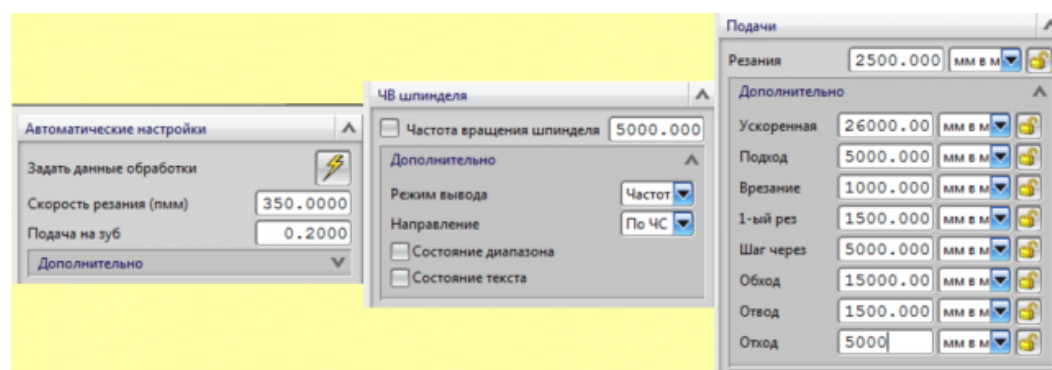 Автоматические настройки
Задать данные обработки
Скорость резания (пмм) 350.0000
Подача на зуб 0.2000
Дополнительно
ЧВ шпинделя
Частота вращения шпинделя 5000.000
Дополнительно
Режим вывода Частот
Направление По ЧС
Состояние диапазона
Состояние текста
Подачи
Резания 2500.000 мм в м
Дополнительно
Ускоренная 26000.00 мм в м
Подход 5000.000 мм в м
Врезание 1000.000 мм в м
1-ый рез 1500.000 мм в м
Шаг через 5000.000 мм в м
Обход 15000.00 мм в м
Отвод 1500.000 мм в м
Отход 5000 мм в м